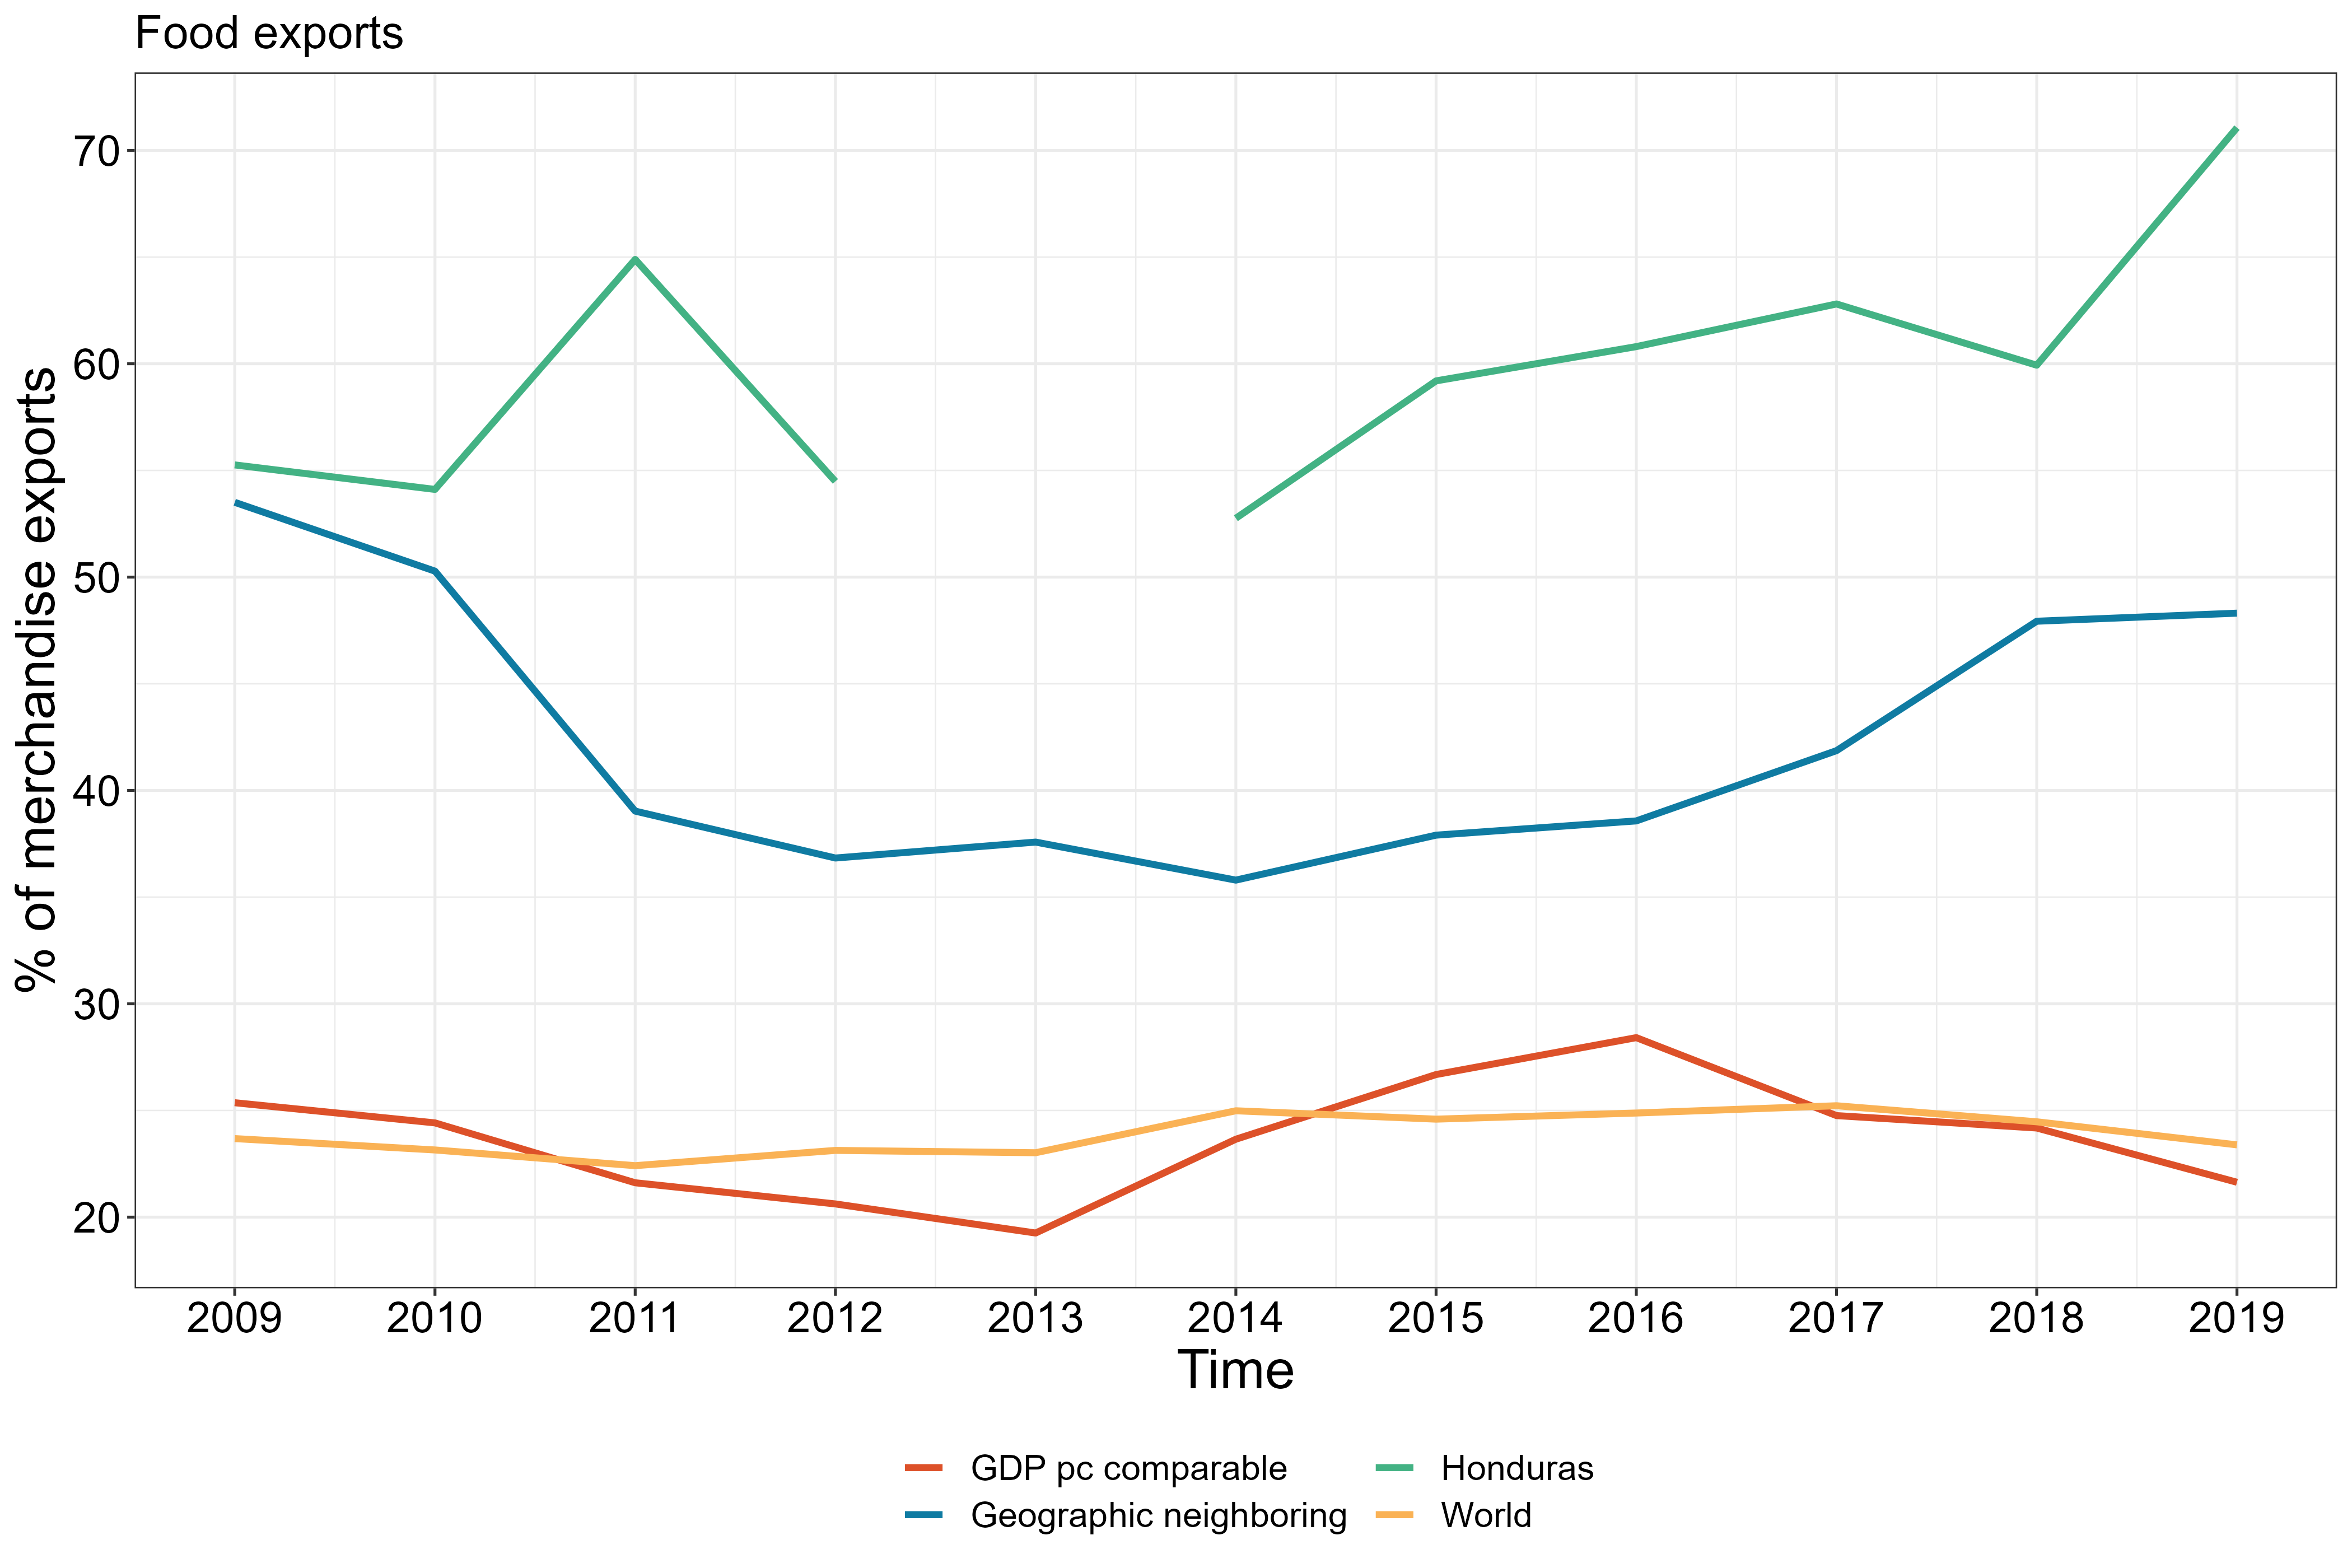 Food exports
% of merchandise exports
70
60
50
40
30
20
2009 2010 2011 2012 2013 2014 2015 2016 2017 2018 2019
Time
GDP pc comparable Honduras
Geographic neighboring World